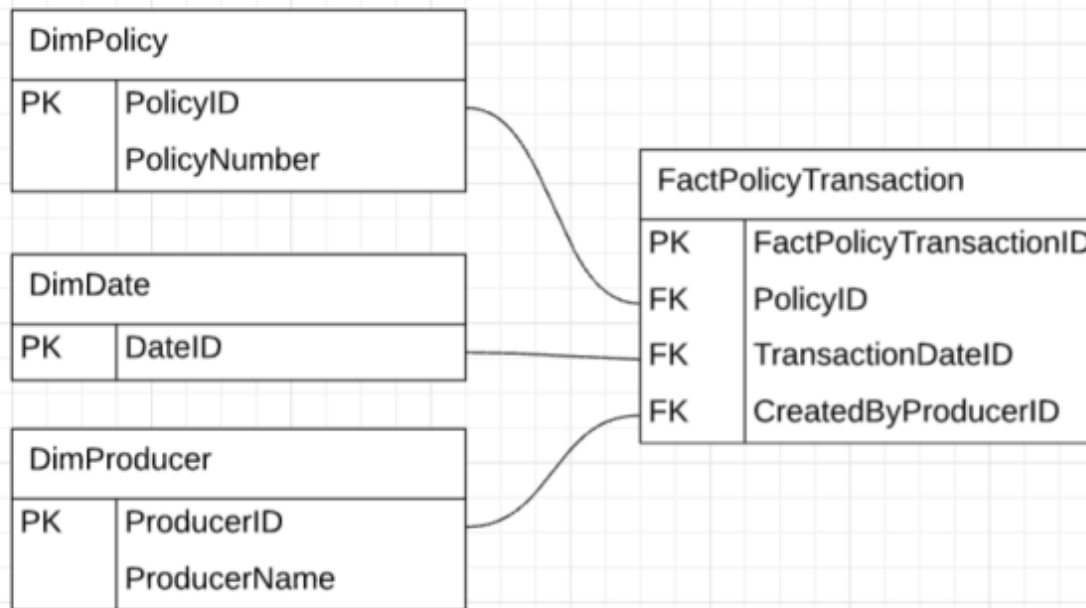 DimPolicy
PK PolicyID
PolicyNumber
DimDate
PK DateID
DimProducer
PK ProducerID
ProducerName
FactPolicyTransaction
PK FactPolicyTransactionID
FK PolicyID
FK TransactionDateID
FK CreatedByProducerID